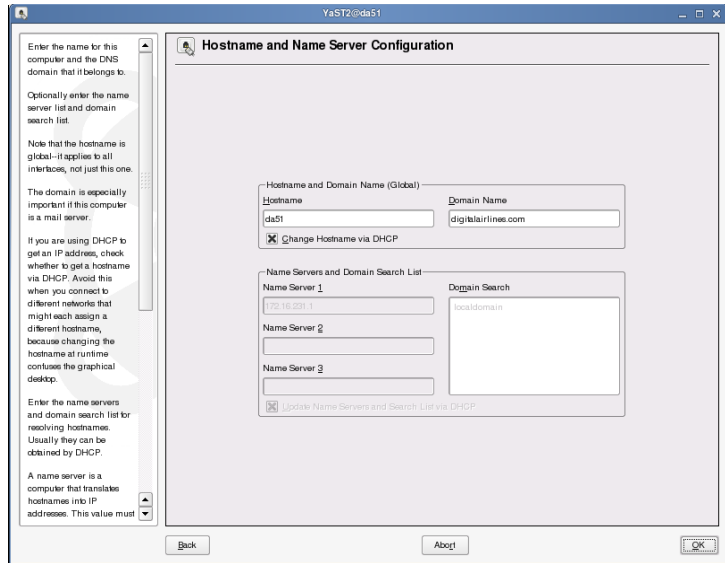 YaST2@da51
Enter the name for this
computer and the DNS
domain that it belongs to.
Optionally enter the name
server list and domain
search list.
Note that the hostname is
global--it applies to all
interfaces, not just this one.
The domain is especially
important if this computer
is a mail server.
If you are using DHCP to
get an IP address, check
whether to get a hostname
via DHCP. Avoid this
when you connect to
different networks that
might each assign a
different hostname,
because changing the
hostname at runtime
confuses the graphical
desktop.
Enter the name servers
and domain search list for
resolving hostnames.
Usually they can be
obtained by DHCP.
A name server is a
computer that translates
hostnames into IP
addresses. This value must
Hostname and Name Server Configuration
Hostname and Domain Name (Global)
Hostname
Domain Name
da51
digitalairlines.com
Change Hostname via DHCP
Name Servers and Domain Search List
Name Server 1
Domain Search
172.16.231.1
localdomain
Name Server 2
Name Server 3
Update Name Servers and Search List via DHCP
Back
Abort
OK